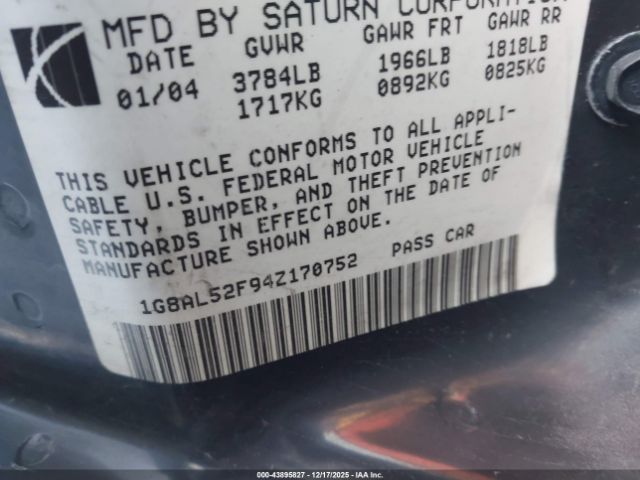 MFD BY SATURN CORPORATION
DATE GVWR GAWR FRT GAWR RR
01/04 3784LB 1966LB 1818LB
1717KG 0892KG 0825KG
THIS VEHICLE CONFORMS TO ALL APPLI-
CABLE U.S. FEDERAL MOTOR VEHICLE
SAFETY, BUMPER, AND THEFT PREVENTION
STANDARDS IN EFFECT ON THE DATE OF
MANUFACTURE SHOWN ABOVE.
1G8AL52F94Z170752 PASS CAR
000-43895827 - 12/17/2025 - IAAI.COM